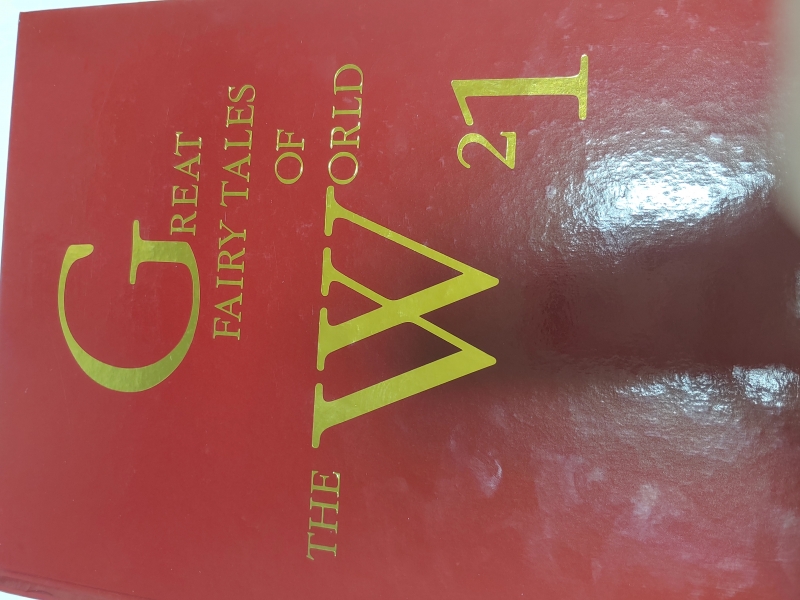 GREAT
FAIRY TALES
OF
THE WORLD
21